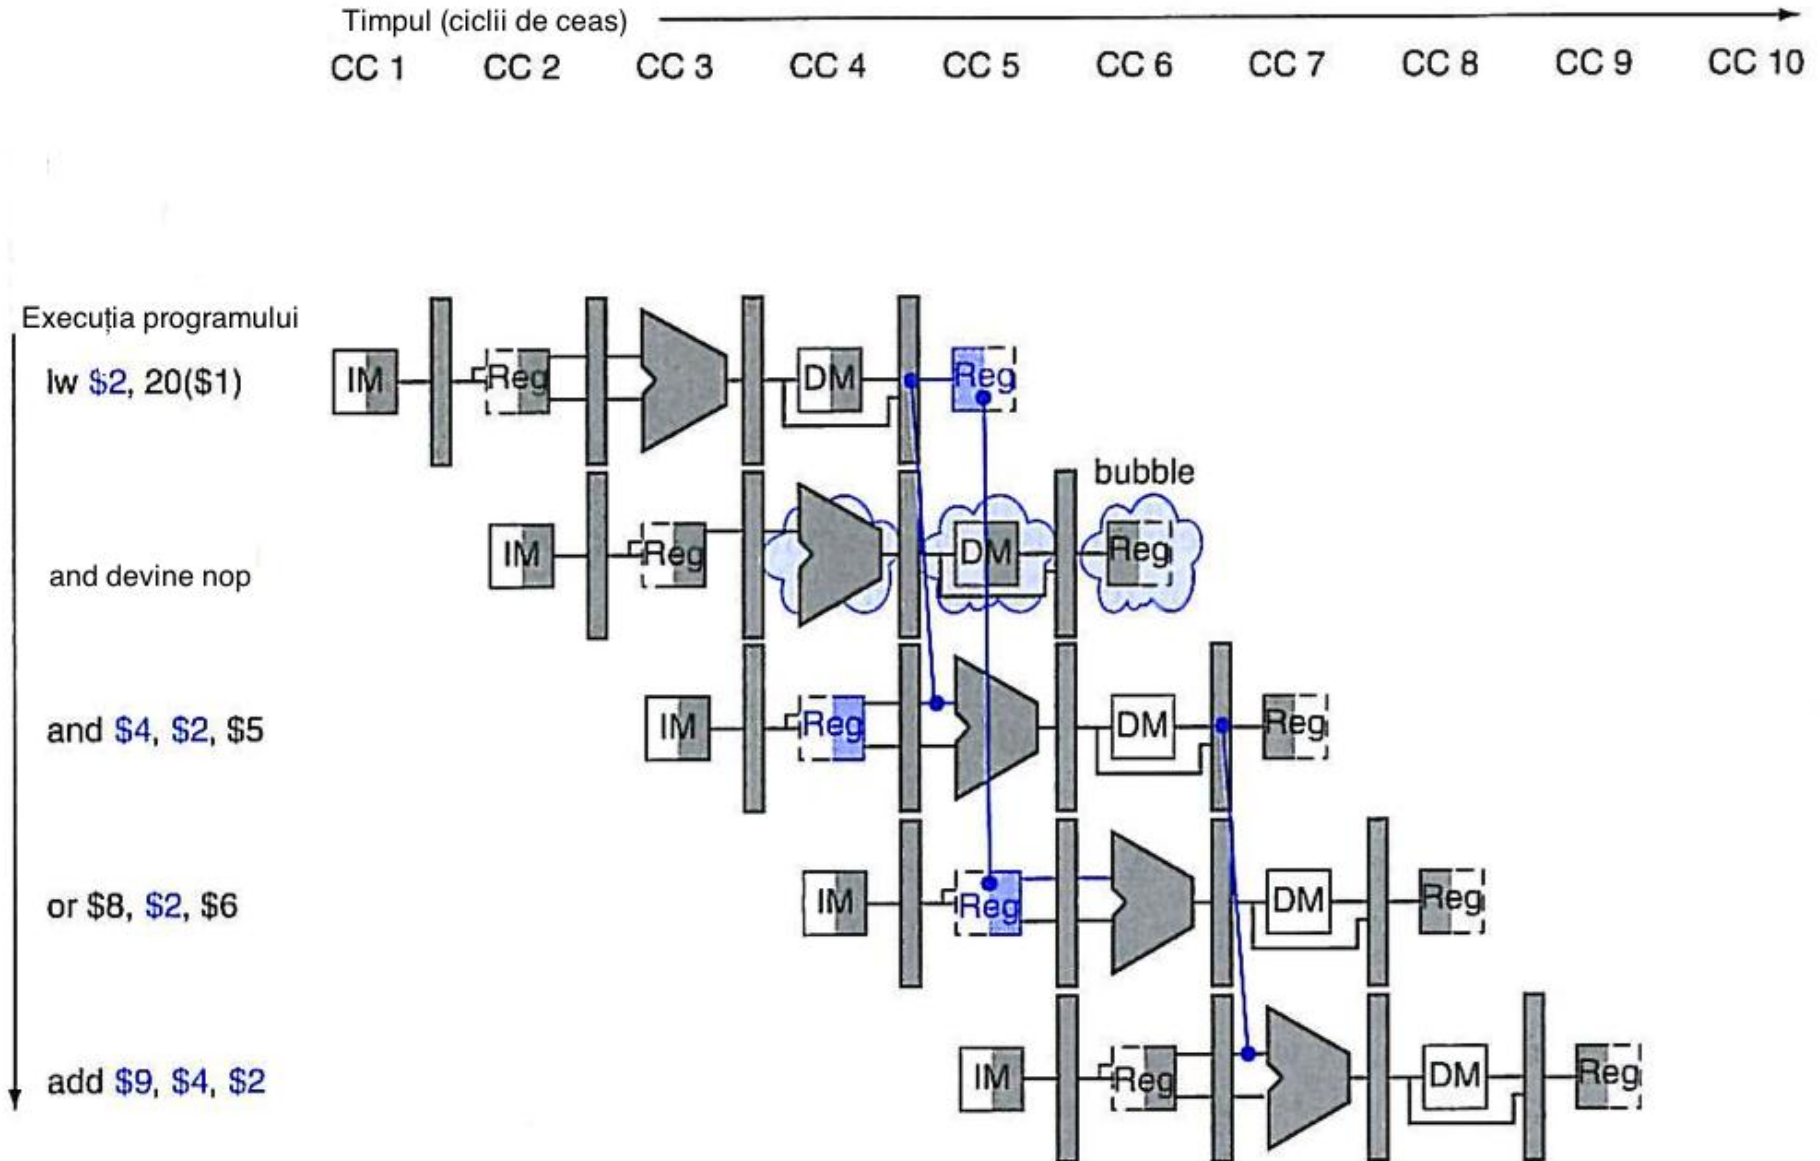 Timpul (ciclii de ceas)
CC 1 CC 2 CC 3 CC 4 CC 5 CC 6 CC 7 CC 8 CC 9 CC 10
Execuția programului
lw $2, 20($1)
IM Reg DM Reg
bubble
and devine nop
IM Reg DM Reg
and $4, $2, $5
IM Reg DM Reg
or $8, $2, $6
IM Reg DM Reg
add $9, $4, $2
IM Reg DM Reg